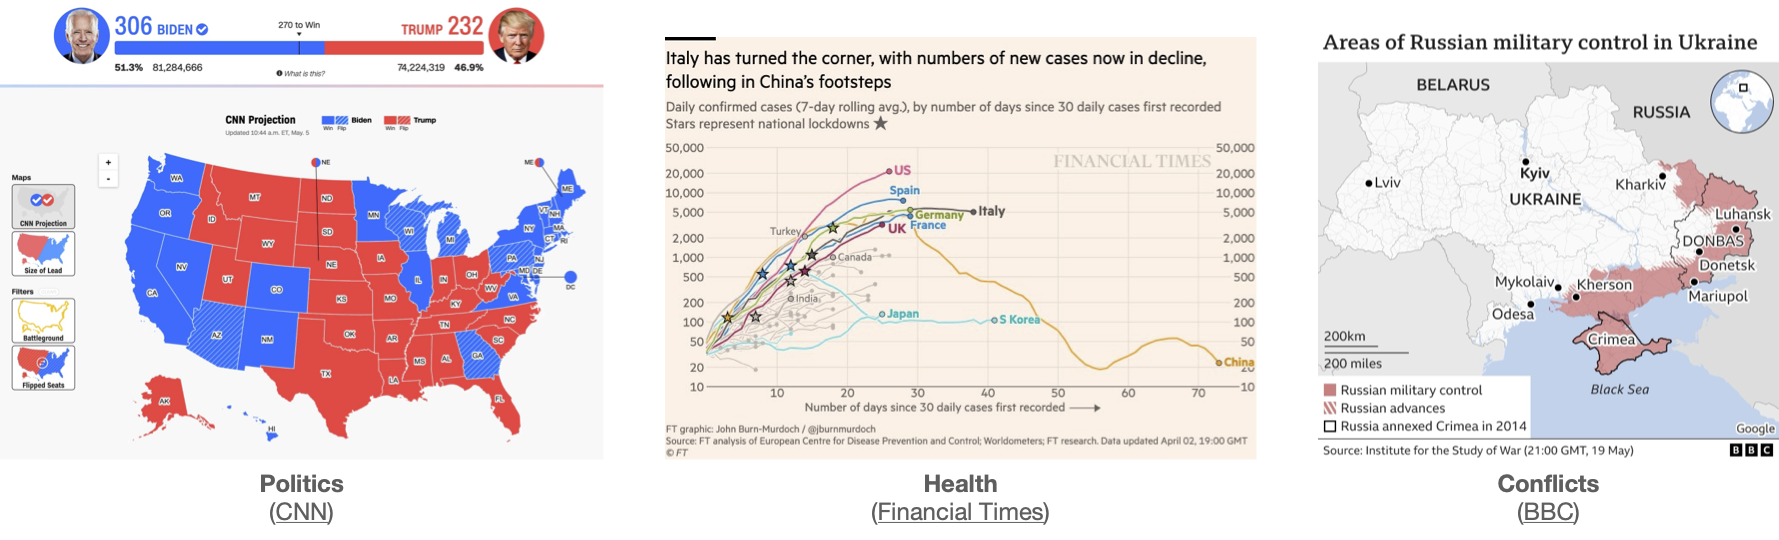 306 BIDEN
270 to Win
TRUMP 232
51.3% 81,284,666
What is this?
74,224,319 46.9%
CNN Projection
Updated 10:44 a.m. ET, May. 5
Biden
Trump
Win Flip
Win Flip
+
-
Maps
CNN Projection
Size of Lead
Filters
Battleground
Flipped Seats
NE
ME
WA
MT
ND
MN
ME
OR
ID
SD
WI
MI
VT
NH
NY
MA
CT
RI
WY
NE
IA
PA
NJ
MD
DE
DC
NV
UT
CO
IL
IN
OH
WV
VA
CA
KS
MO
KY
AZ
NM
OK
AR
TN
NC
SC
MS
AL
GA
TX
LA
FL
AK
HI
Politics
(CNN)
Italy has turned the corner, with numbers of new cases now in decline,
following in China's footsteps
Daily confirmed cases (7-day rolling avg.), by number of days since 30 daily cases first recorded
Stars represent national lockdowns
FINANCIAL TIMES
50,000
20,000
10,000
5,000
2,000
1,000
500
200
100
50
20
10
50,000
20,000
10,000
5,000
2,000
1,000
500
200
100
50
20
10
US
Spain
Italy
Germany
France
UK
Turkey
Canada
India
Japan
S Korea
China
10
20
30
40
50
60
70
Number of days since 30 daily cases first recorded
FT graphic: John Burn-Murdoch / @jburnmurdoch
Source: FT analysis of European Centre for Disease Prevention and Control; Worldometers; FT research. Data updated April 02, 19:00 GMT
© FT
Health
(Financial Times)
Areas of Russian military control in Ukraine
BELARUS
RUSSIA
Kyiv
Lviv
Kharkiv
UKRAINE
Luhansk
DONBAS
Donetsk
Mykolaiv
Kherson
Mariupol
Odesa
Crimea
Black Sea
200km
200 miles
Russian military control
Russian advances
Russia annexed Crimea in 2014
Google
Source: Institute for the Study of War (21:00 GMT, 19 May)
BBC
Conflicts
(BBC)